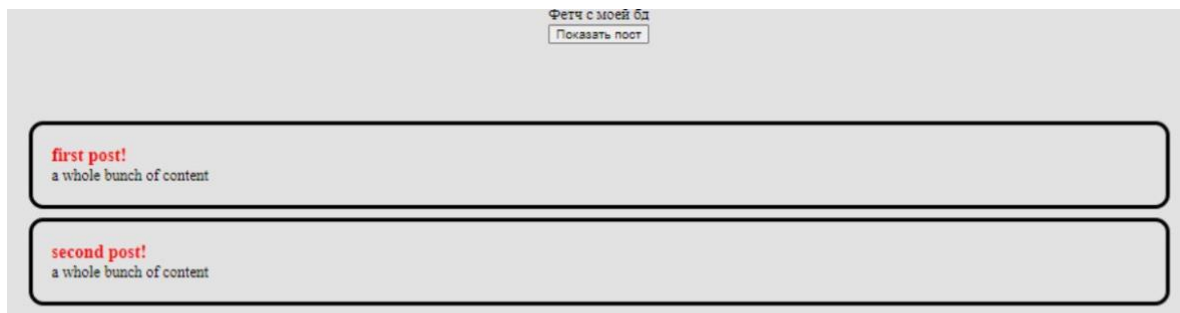 Фетч с моей бд
Показать пост
first post!
a whole bunch of content
second post!
a whole bunch of content